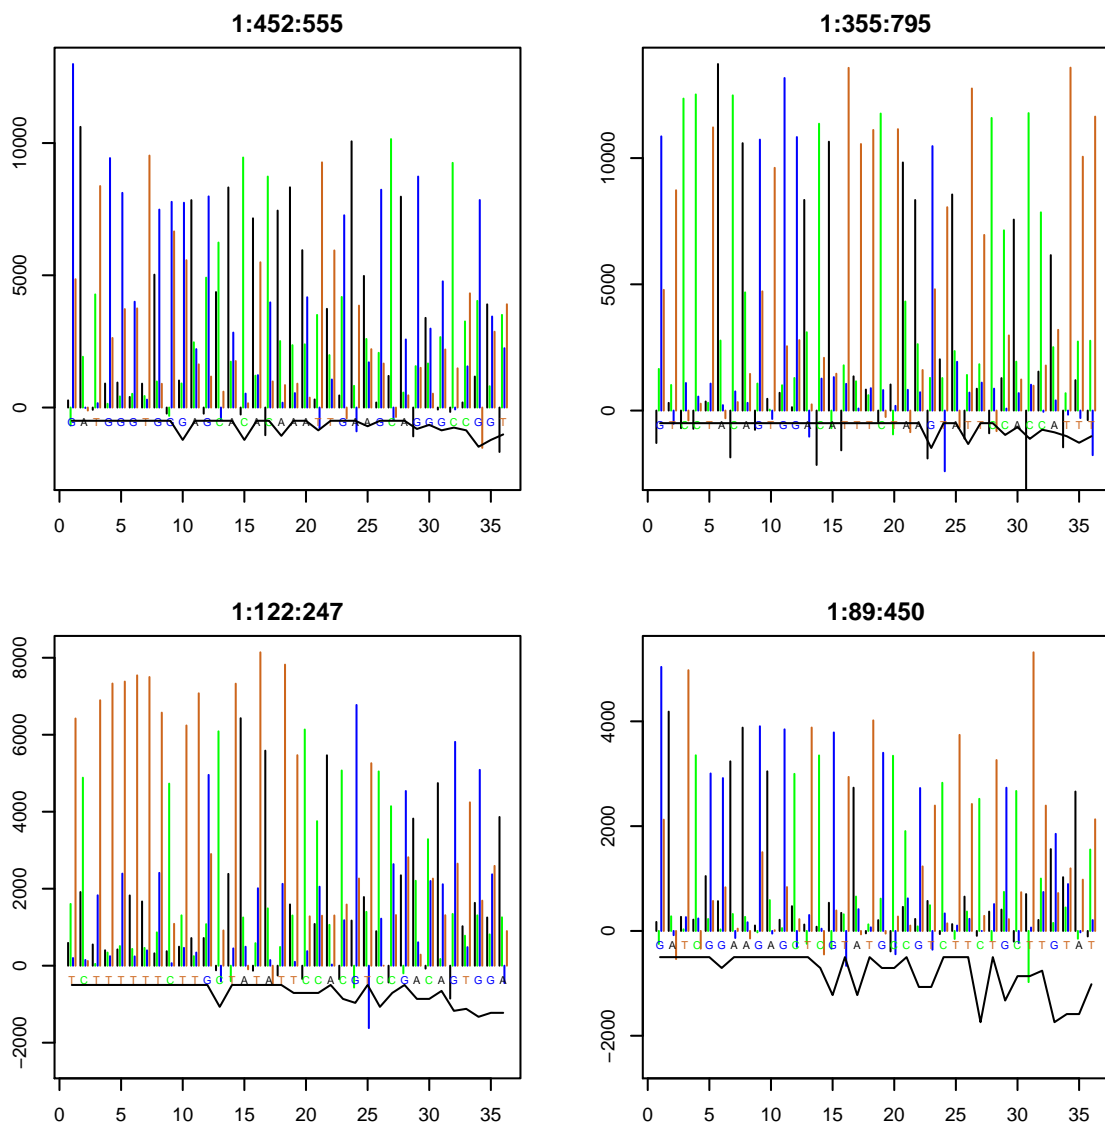 1:452:555
1:355:795
10000
5000
0
GATGGGTGGGAGCACACAAATTGAAGCAGGGCCGGT
0 5 10 15 20 25 30 35
10000
5000
0
GTCCTACAGTGGACATTTCTAAGTATTCCACCATTT
0 5 10 15 20 25 30 35
1:122:247
1:89:450
8000
6000
4000
2000
0
−2000
TCTTTTTTCTTGCTATATTCCACGTCCGACAGTGGA
0 5 10 15 20 25 30 35
4000
2000
0
−2000
GATCGGAAGAGCTCGTATGCCGTCTTCTGCTTGTAT
0 5 10 15 20 25 30 35